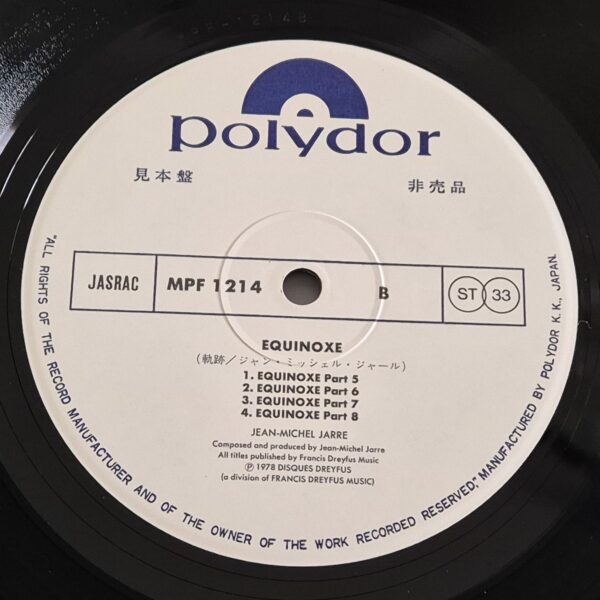 polydor
見本盤
非売品
JASRAC
MPF 1214
B
ST 33
EQUINOXE
(軌跡/ジャン・ミッシェル・ジャール)
1. EQUINOXE Part 5
2. EQUINOXE Part 6
3. EQUINOXE Part 7
4. EQUINOXE Part 8
JEAN-MICHEL JARRE
Composed and produced by Jean-Michel Jarre
All titles published by Francis Dreyfus Music
Ⓟ 1978 DISQUES DREYFUS
(a division of FRANCIS DREYFUS MUSIC)
"ALL RIGHTS OF THE RECORD MANUFACTURER AND OF THE OWNER OF THE WORK RECORDED RESERVED," MANUFACTURED BY POLYDOR K.K., JAPAN.